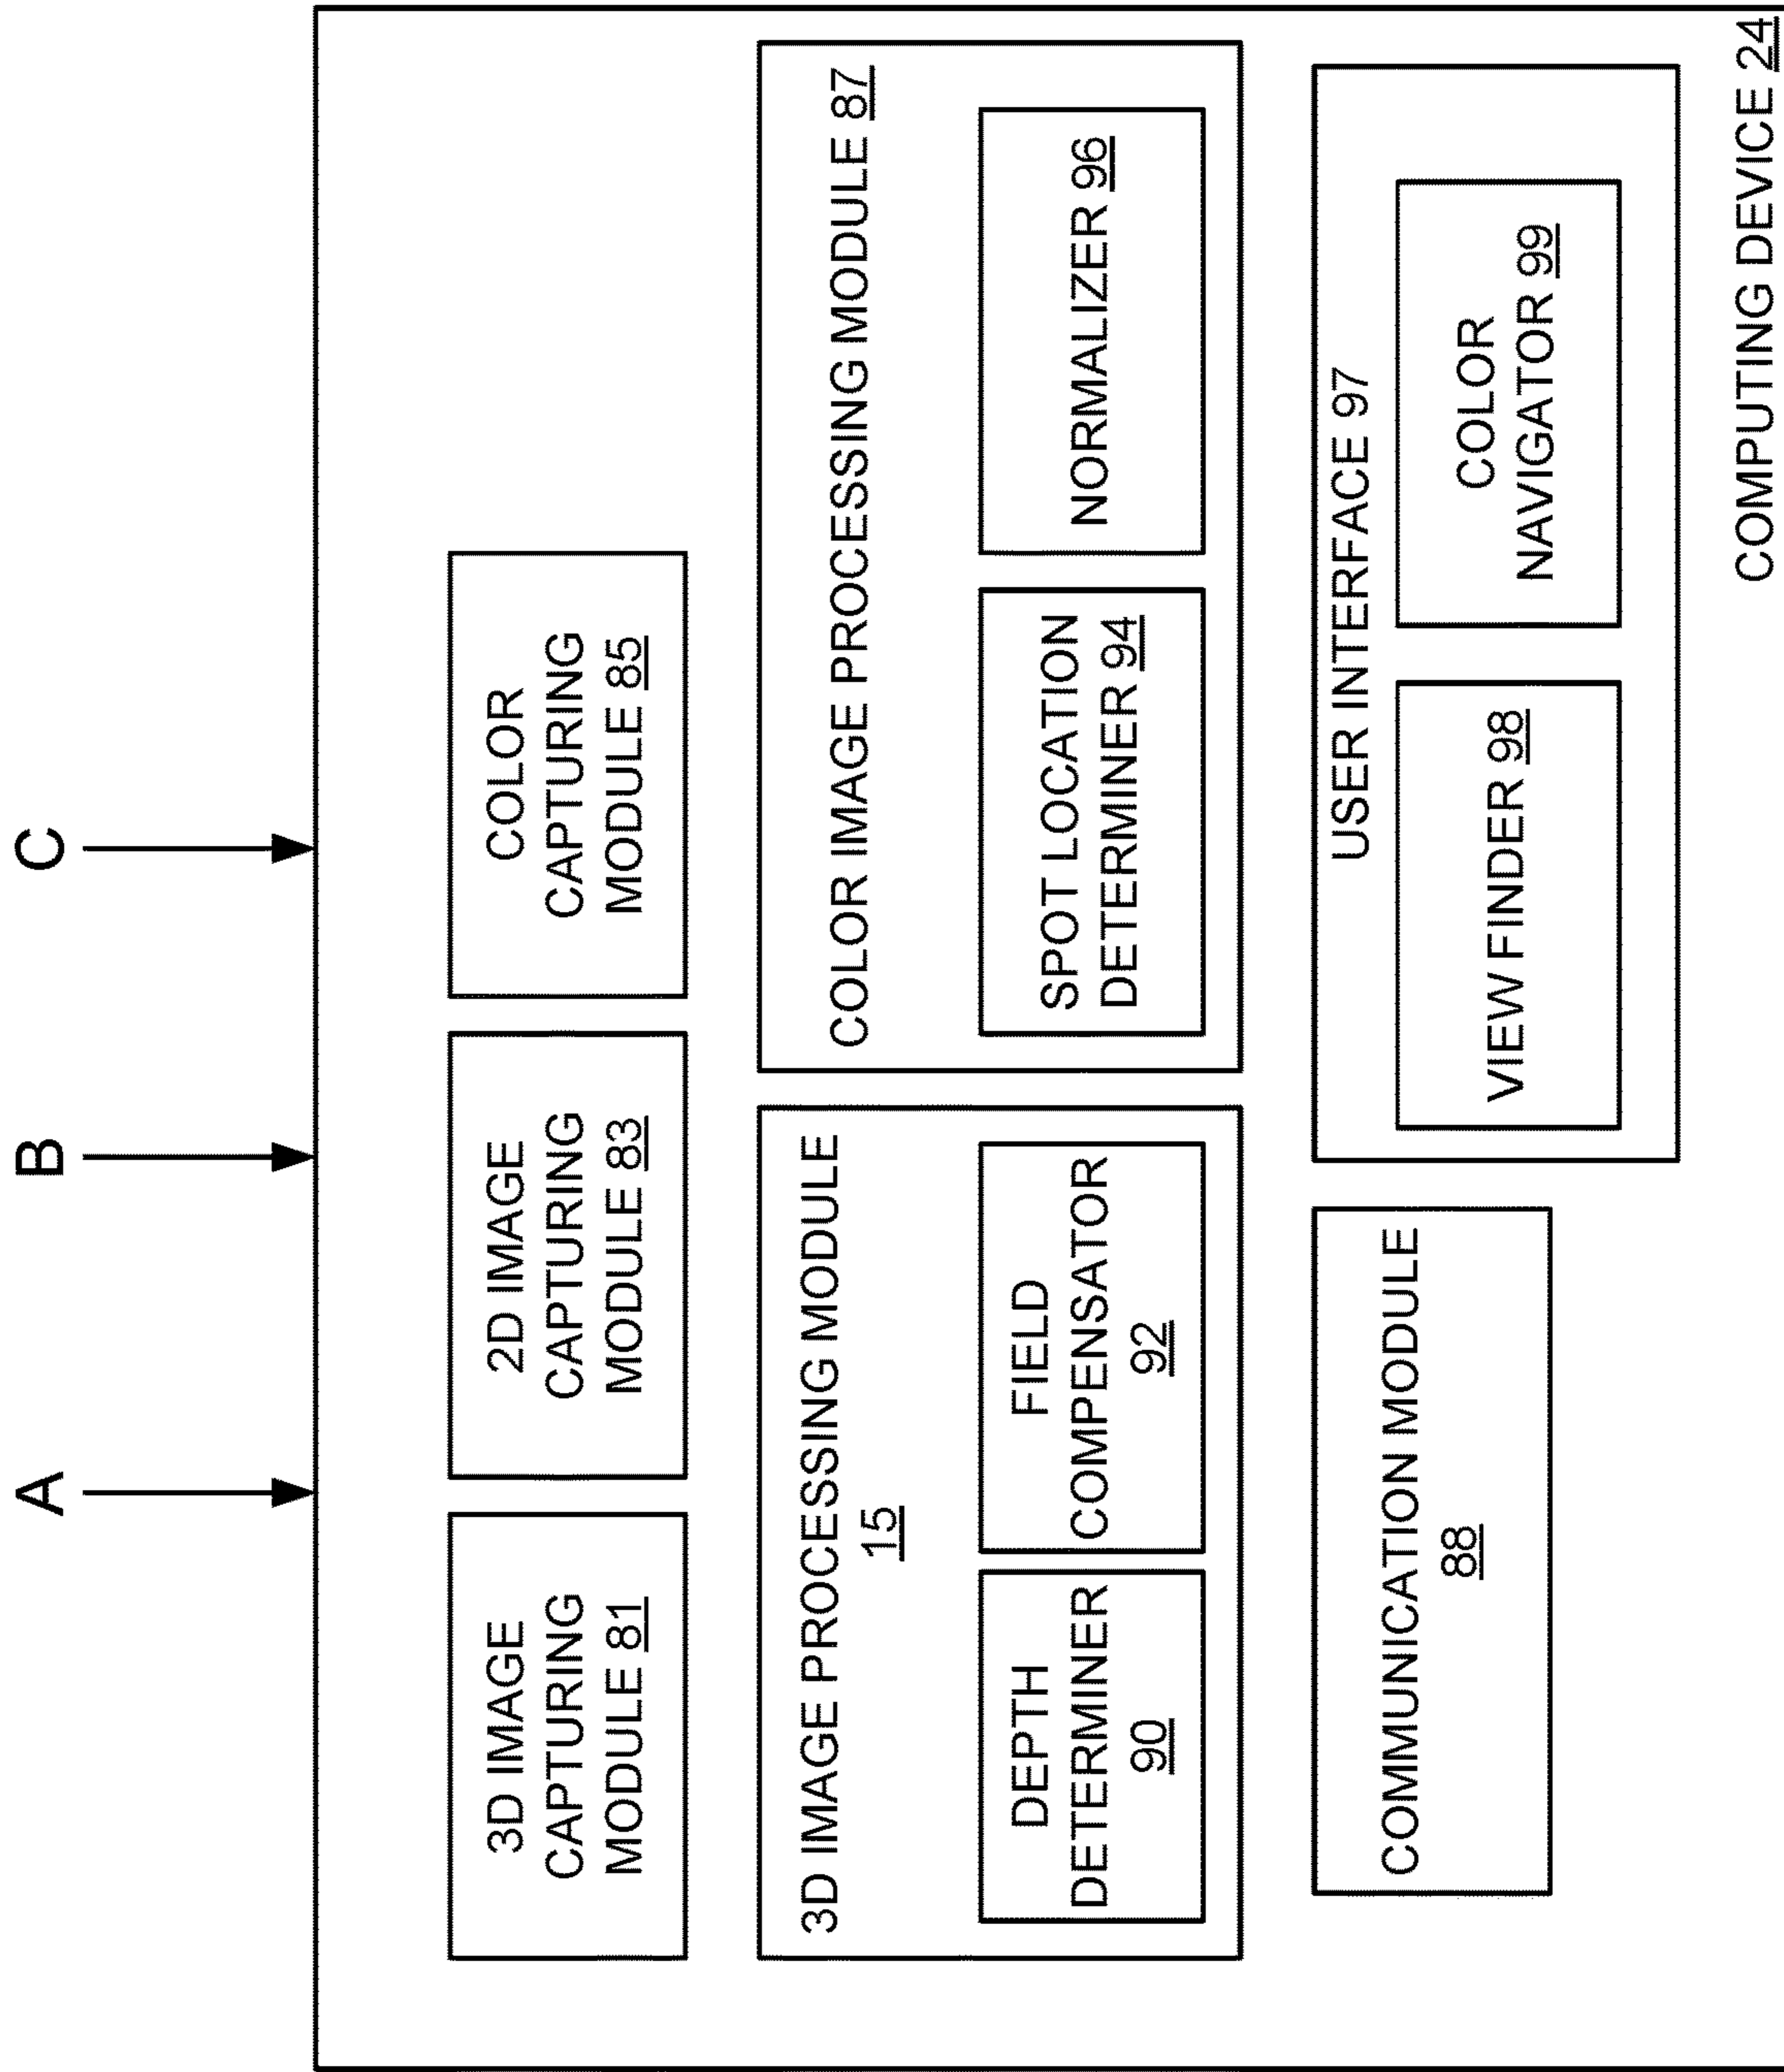 A
B
C
3D IMAGE
CAPTURING
MODULE 81
2D IMAGE
CAPTURING
MODULE 83
COLOR
CAPTURING
MODULE 85
3D IMAGE PROCESSING MODULE
15
DEPTH
DETERMINER
90
FIELD
COMPENSATOR
92
COLOR IMAGE PROCESSING MODULE 87
SPOT LOCATION
DETERMINER 94
NORMALIZER 96
COMMUNICATION MODULE
88
USER INTERFACE 97
VIEW FINDER 98
COLOR
NAVIGATOR 99
COMPUTING DEVICE 24